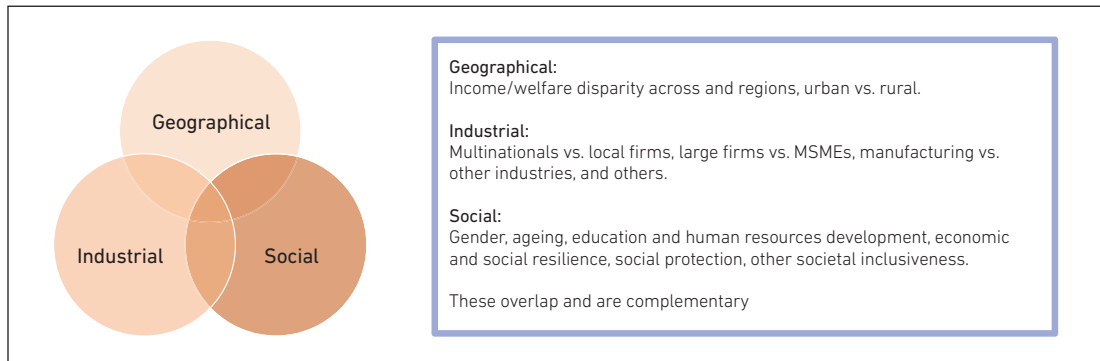 Geographical
Industrial
Social
Geographical:
Income/welfare disparity across and regions, urban vs. rural.
Industrial:
Multinationals vs. local firms, large firms vs. MSMEs, manufacturing vs.
other industries, and others.
Social:
Gender, ageing, education and human resources development, economic
and social resilience, social protection, other societal inclusiveness.
These overlap and are complementary